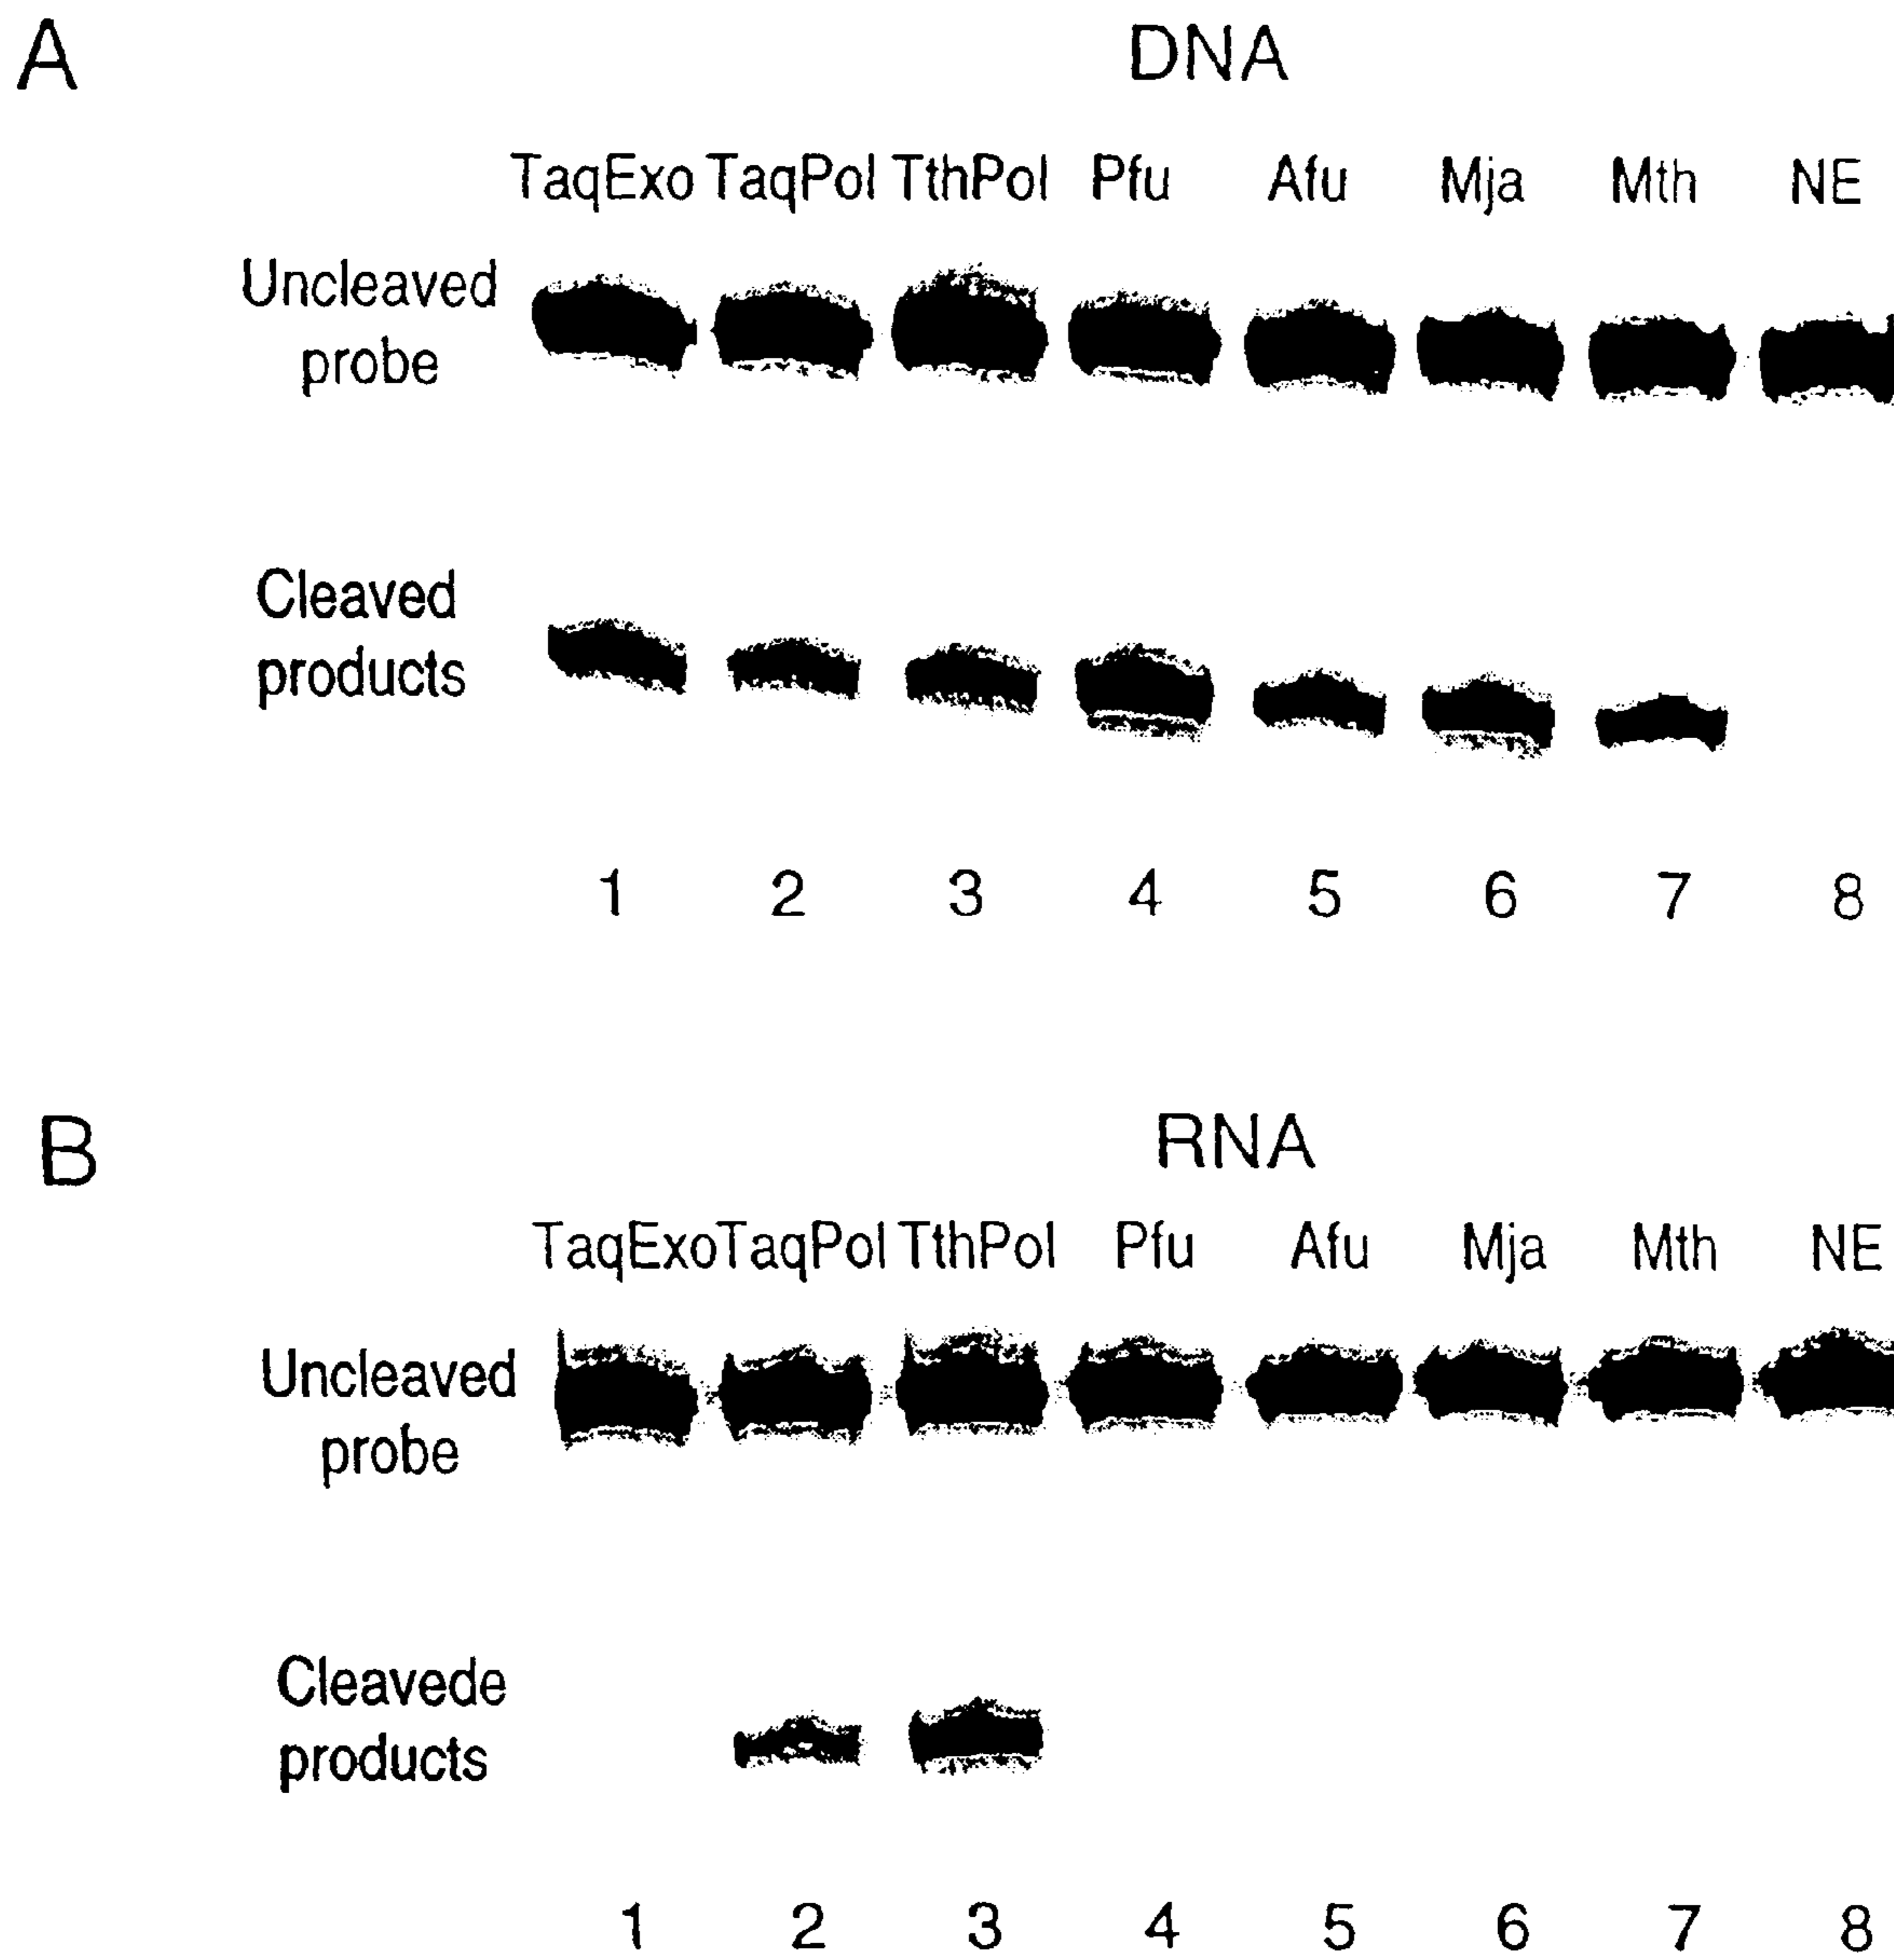 A
DNA
TaqExo TaqPol TthPol Pfu Afu Mja Mth NE
Uncleaved
probe
Cleaved
products
1 2 3 4 5 6 7 8
B
RNA
TaqExo TaqPol TthPol Pfu Afu Mja Mth NE
Uncleaved
probe
Cleavede
products
1 2 3 4 5 6 7 8